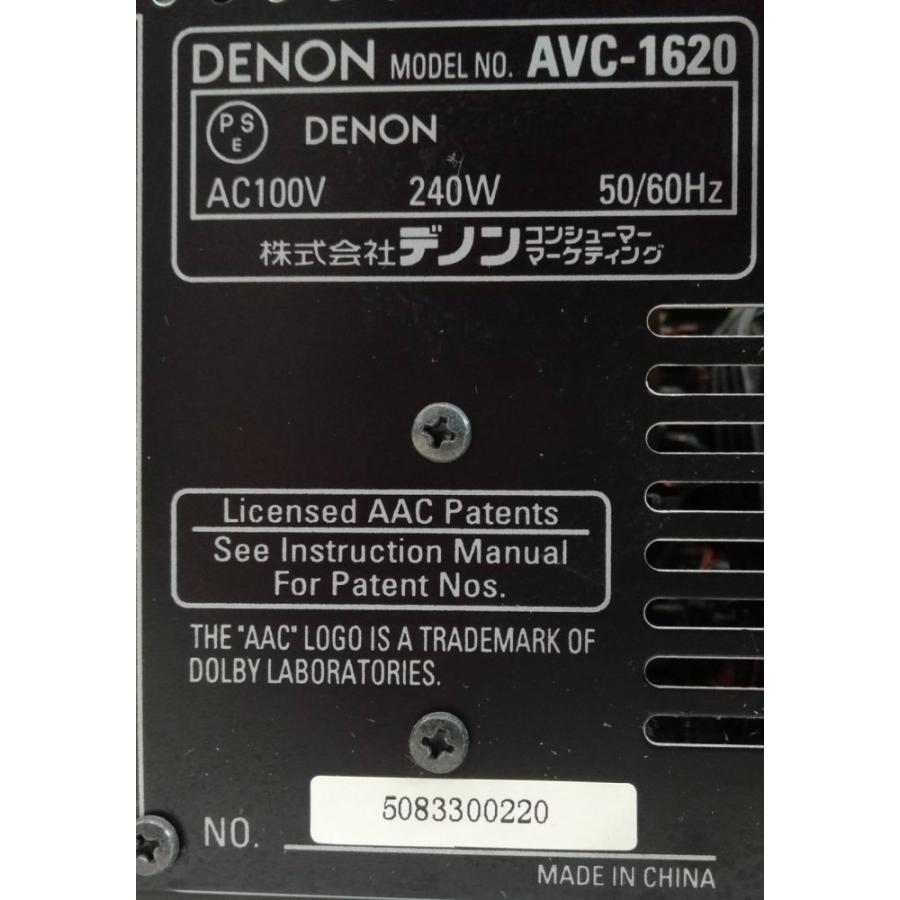 DENON MODEL NO. AVC-1620
PS E DENON
AC100V 240W 50/60Hz
株式会社デノン コンシューマー
マーケティング
Licensed AAC Patents
See Instruction Manual
For Patent Nos.
THE "AAC" LOGO IS A TRADEMARK OF
DOLBY LABORATORIES.
NO. 5083300220
MADE IN CHINA